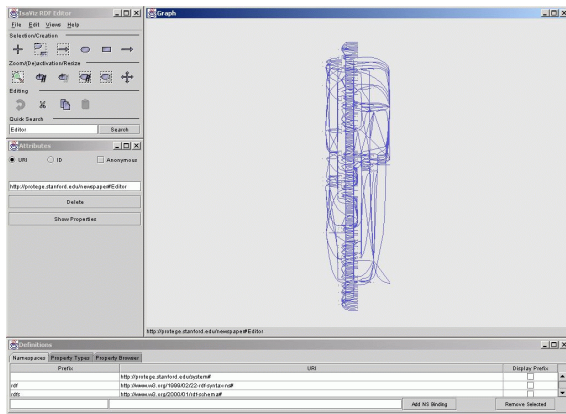 IsaViz RDF Editor
File Edit Views Help
Selection/Creation
Zoom/(De)activation/Resize
Editing
Quick Search
Editor
Search
Attributes
URI
ID
Anonymous
http://protege.stanford.edu/newspaper#Editor
Delete
Show Properties
Graph
http://protege.stanford.edu/newspaper#Editor
Definitions
Namespaces Property Types Property Browser
Prefix URI Display Prefix
http://protege.stanford.edu/system#
rdf http://www.w3.org/1999/02/22-rdf-syntax-ns#
rdfs http://www.w3.org/2000/01/rdf-schema#
Add NS Binding Remove Selected